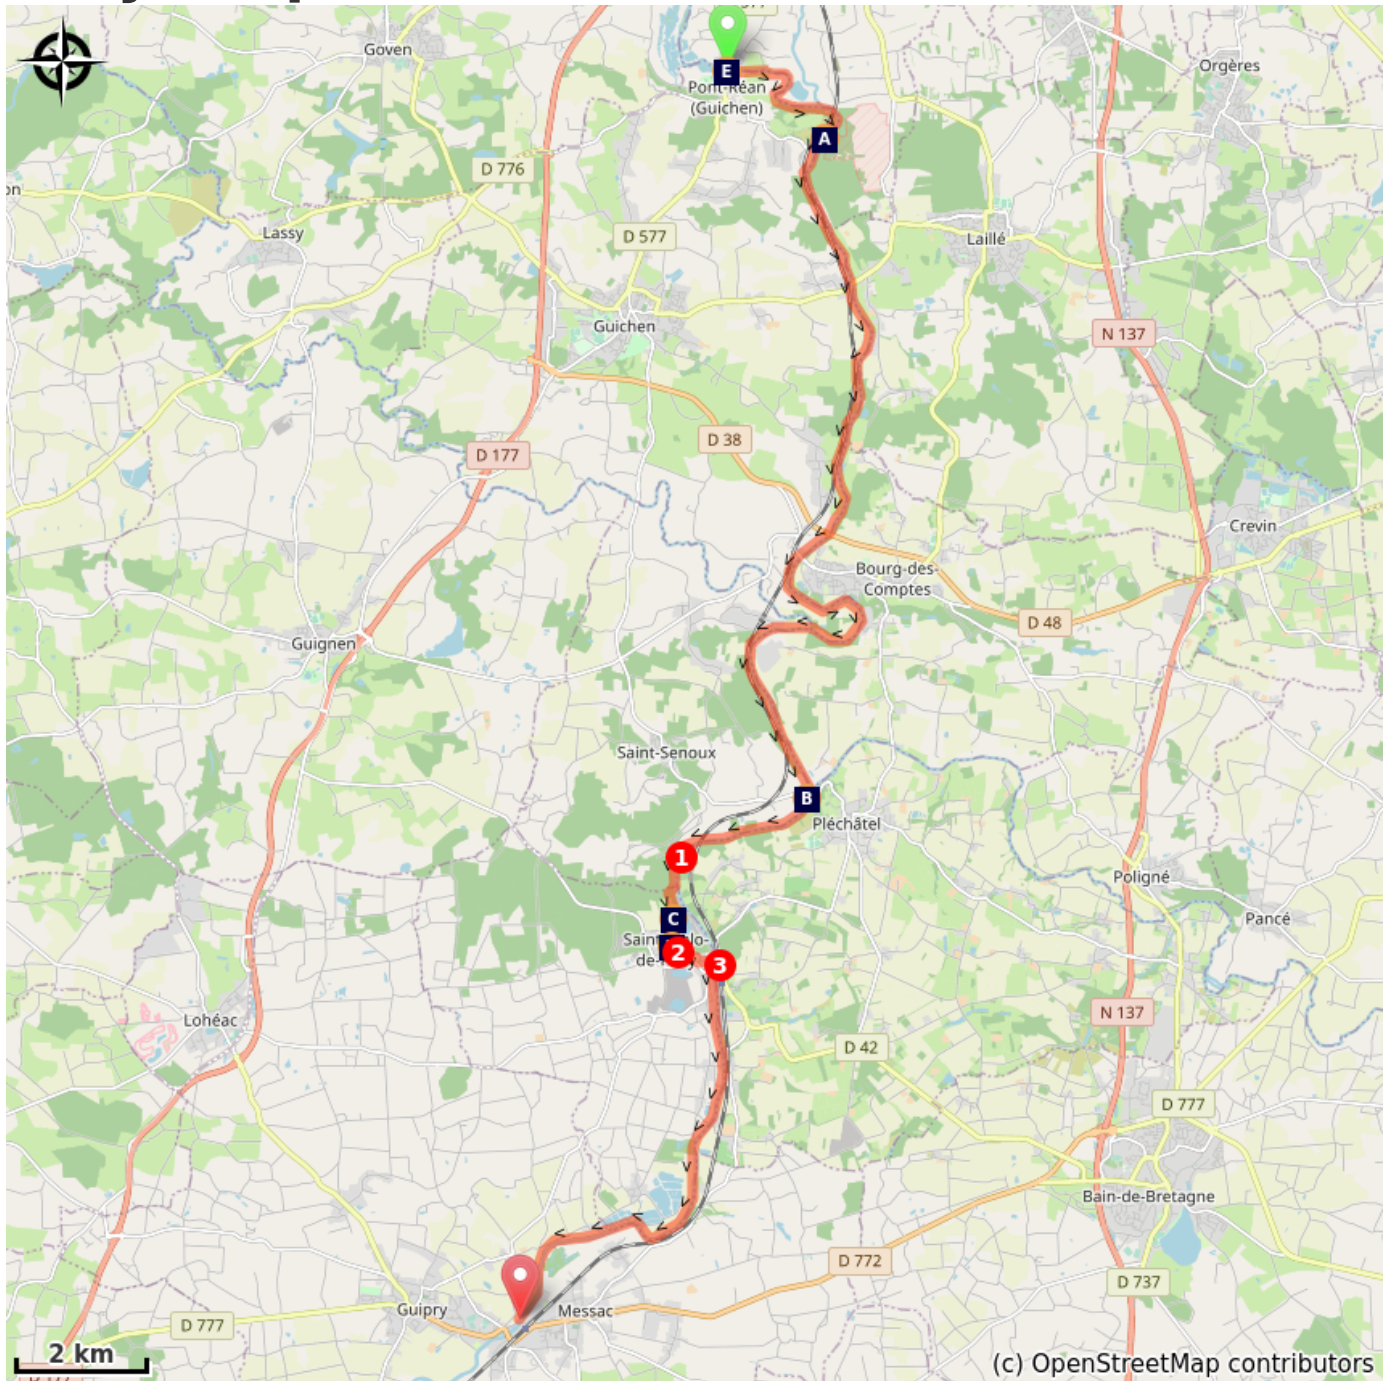 Goven
Orgères
E
Pont-Réan
(Guichen)
A
D 776
Lassy
D 577
Laillé
Guichen
N 137
D 38
D 177
Crevin
Bourg-des-
Comptes
D 48
Guignen
Saint-Senoux
B
Pléchâtel
1
Poligné
C
Pancé
2
3
Lohéac
N 137
D 42
D 777
Bain-de-Bretagne
D 772
D 737
Guipry
Messac
D 777
2 km
(c) OpenStreetMap contributors